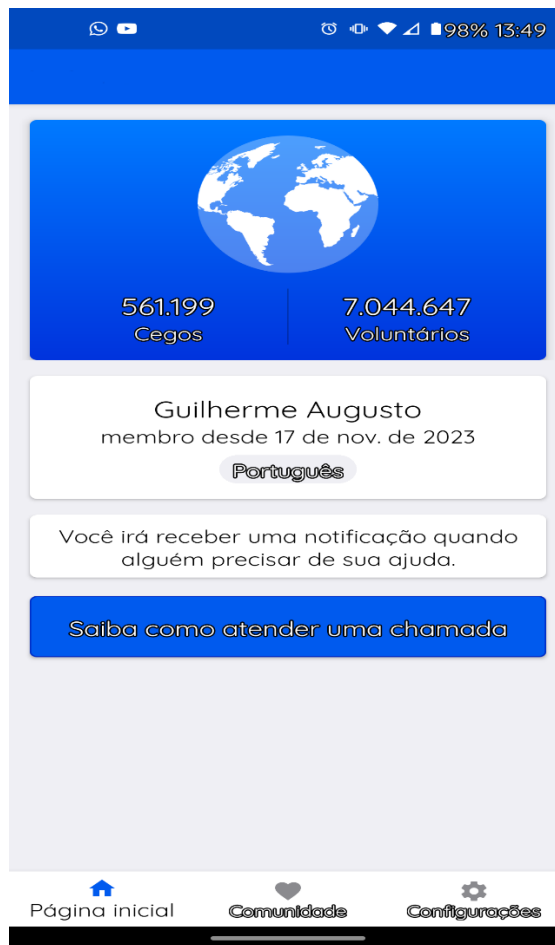 98% 13:49
561.199 7.044.647
Cegos Voluntários
Guilherme Augusto
membro desde 17 de nov. de 2023
Português
Você irá receber uma notificação quando
alguém precisar de sua ajuda.
Saiba como atender uma chamada
Página inicial Comunidade Configurações